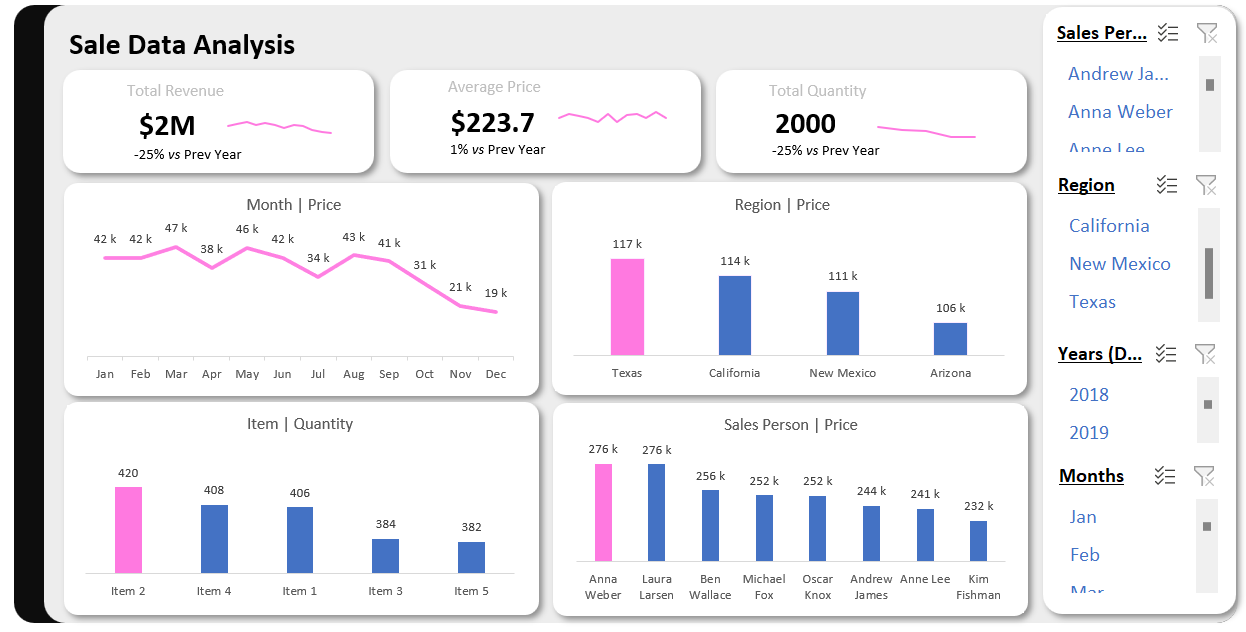 Sale Data Analysis
Total Revenue
$2M
-25% vs Prev Year
Average Price
$223.7
1% vs Prev Year
Total Quantity
2000
-25% vs Prev Year
Month | Price
42 k 42 k 47 k 38 k 46 k 42 k 34 k 43 k 41 k 31 k 21 k 19 k
Jan Feb Mar Apr May Jun Jul Aug Sep Oct Nov Dec
Region | Price
117 k 114 k 111 k 106 k
Texas California New Mexico Arizona
Item | Quantity
420 408 406 384 382
Item 2 Item 4 Item 1 Item 3 Item 5
Sales Person | Price
276 k 276 k 256 k 252 k 252 k 244 k 241 k 232 k
Anna Weber Laura Larsen Ben Wallace Michael Fox Oscar Knox Andrew James Anne Lee Kim Fishman
Sales Per...
Andrew Ja...
Anna Weber
Anne Lee
Region
California
New Mexico
Texas
Years (D...
2018
2019
Months
Jan
Feb
Mar